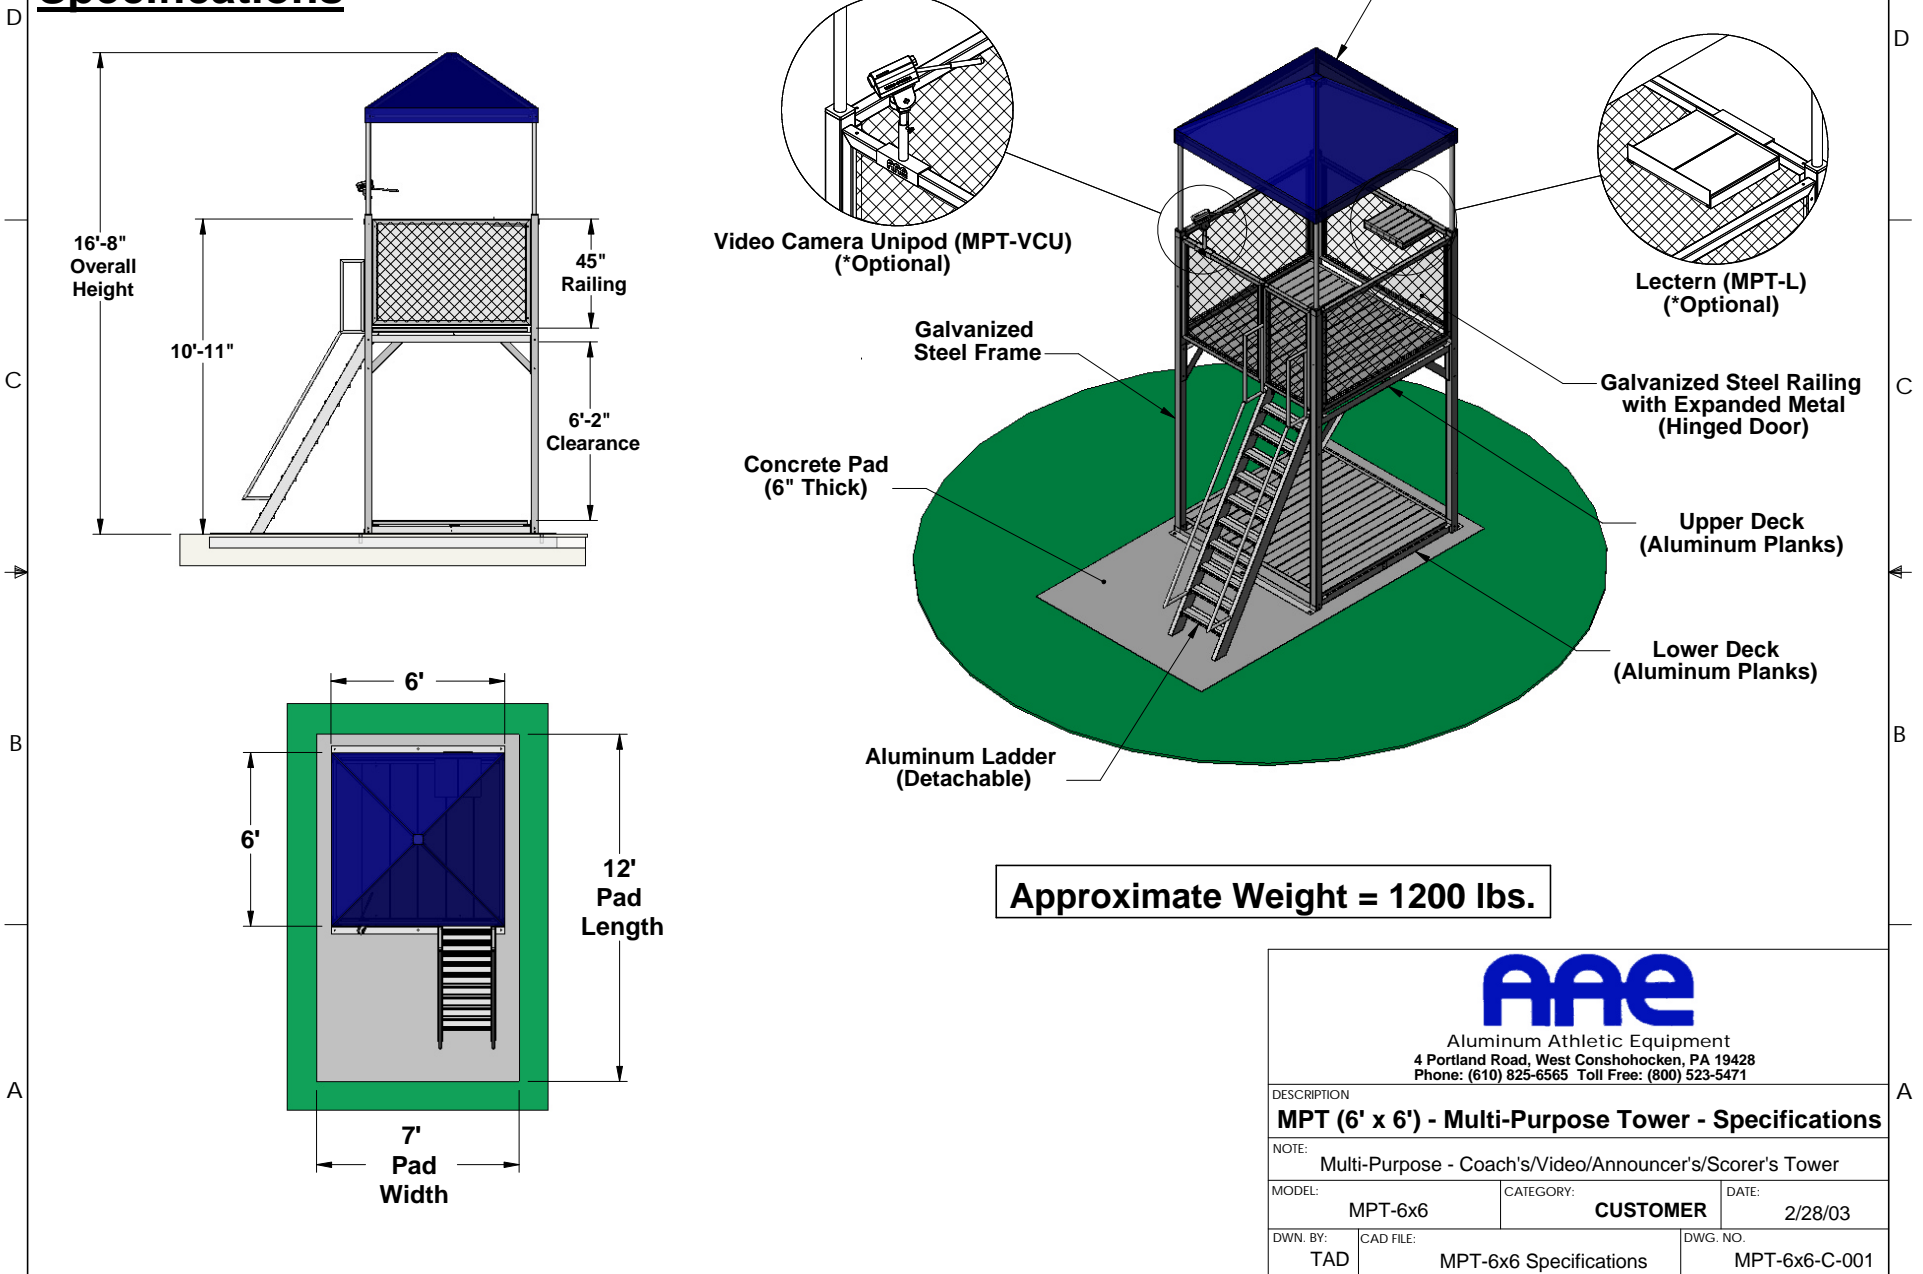 Specifications
D
D
16'-8"
Overall
Height
10'-11"
45"
Railing
6'-2"
Clearance
Video Camera Unipod (MPT-VCU)
(*Optional)
Lectern (MPT-L)
(*Optional)
Galvanized
Steel Frame
Galvanized Steel Railing
with Expanded Metal
(Hinged Door)
C
C
Concrete Pad
(6" Thick)
Upper Deck
(Aluminum Planks)
Lower Deck
(Aluminum Planks)
Aluminum Ladder
(Detachable)
B
B
6'
6'
12'
Pad
Length
7'
Pad
Width
Approximate Weight = 1200 lbs.
A
A
AAE
Aluminum Athletic Equipment
4 Portland Road, West Conshohocken, PA 19428
Phone: (610) 825-6565 Toll Free: (800) 523-5471
DESCRIPTION
MPT (6' x 6') - Multi-Purpose Tower - Specifications
NOTE:
Multi-Purpose - Coach's/Video/Announcer's/Scorer's Tower
MODEL:
MPT-6x6
CATEGORY:
CUSTOMER
DATE:
2/28/03
DWN. BY:
TAD
CAD FILE:
MPT-6x6 Specifications
DWG. NO.
MPT-6x6-C-001